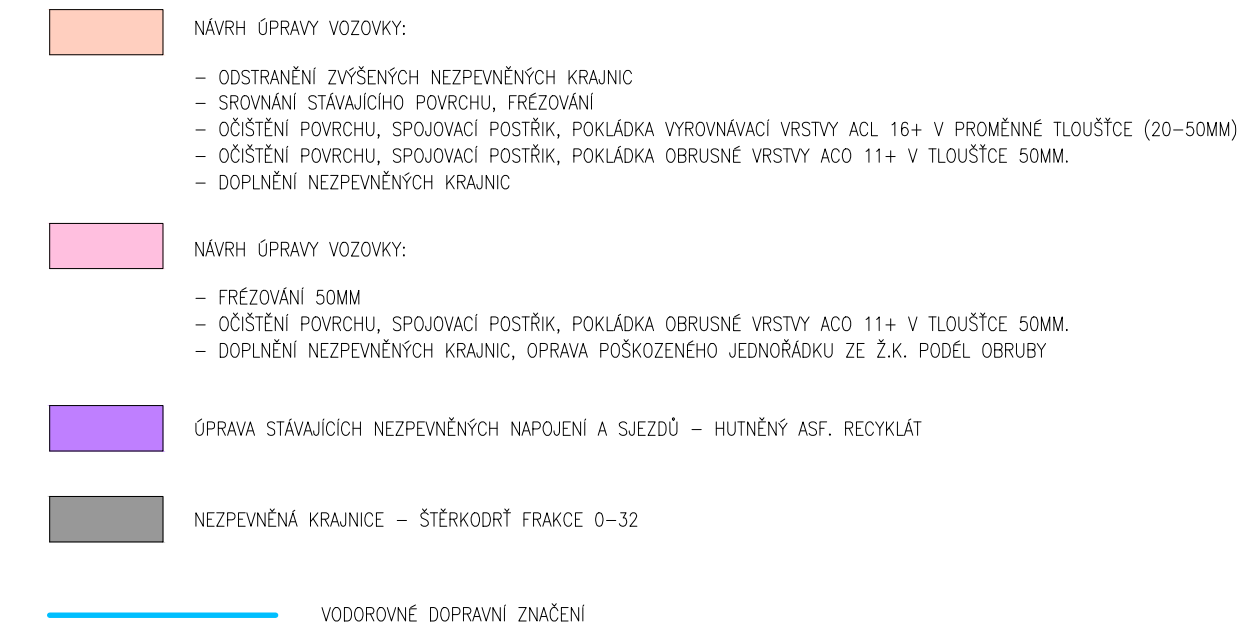 NÁVRH ÚPRAVY VOZOVKY:
– ODSTRANĚNÍ ZVÝŠENÝCH NEZPEVNĚNÝCH KRAJNIC
– SROVNÁNÍ STÁVAJÍCÍHO POVRCHU, FRÉZOVÁNÍ
– OČIŠTĚNÍ POVRCHU, SPOJOVACÍ POSTŘIK, POKLÁDKA VYROVNÁVACÍ VRSTVY ACL 16+ V PROMĚNNÉ TLOUŠŤCE (20–50MM)
– OČIŠTĚNÍ POVRCHU, SPOJOVACÍ POSTŘIK, POKLÁDKA OBRUSNÉ VRSTVY ACO 11+ V TLOUŠŤCE 50MM.
– DOPLNĚNÍ NEZPEVNĚNÝCH KRAJNIC
NÁVRH ÚPRAVY VOZOVKY:
– FRÉZOVÁNÍ 50MM
– OČIŠTĚNÍ POVRCHU, SPOJOVACÍ POSTŘIK, POKLÁDKA OBRUSNÉ VRSTVY ACO 11+ V TLOUŠŤCE 50MM.
– DOPLNĚNÍ NEZPEVNĚNÝCH KRAJNIC, OPRAVA POŠKOZENÉHO JEDNOŘÁDKU ZE Ž.K. PODÉL OBRUBY
ÚPRAVA STÁVAJÍCÍCH NEZPEVNĚNÝCH NAPOJENÍ A SJEZDŮ – HUTNĚNÝ ASF. RECYKLÁT
NEZPEVNĚNÁ KRAJNICE – ŠTĚRKODRŤ FRAKCE 0–32
VODOROVNÉ DOPRAVNÍ ZNAČENÍ